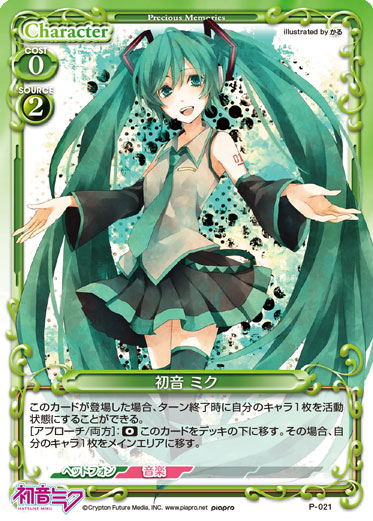 Precious Memories
Character
illustrated by かる
COST
0
SOURCE
2
01
初音 ミク
このカードが登場した場合、ターン終了時に自分のキャラ1枚を活動
状態にすることができる。
[アプローチ/両方]:0 このカードをデッキの下に移す。その場合、自
分のキャラ1枚をメインエリアに移す。
ヘッドフォン 音楽
初音ミク
HATSUNE MIKU
©Crypton Future Media, INC. www.piapro.net piapro
P-021